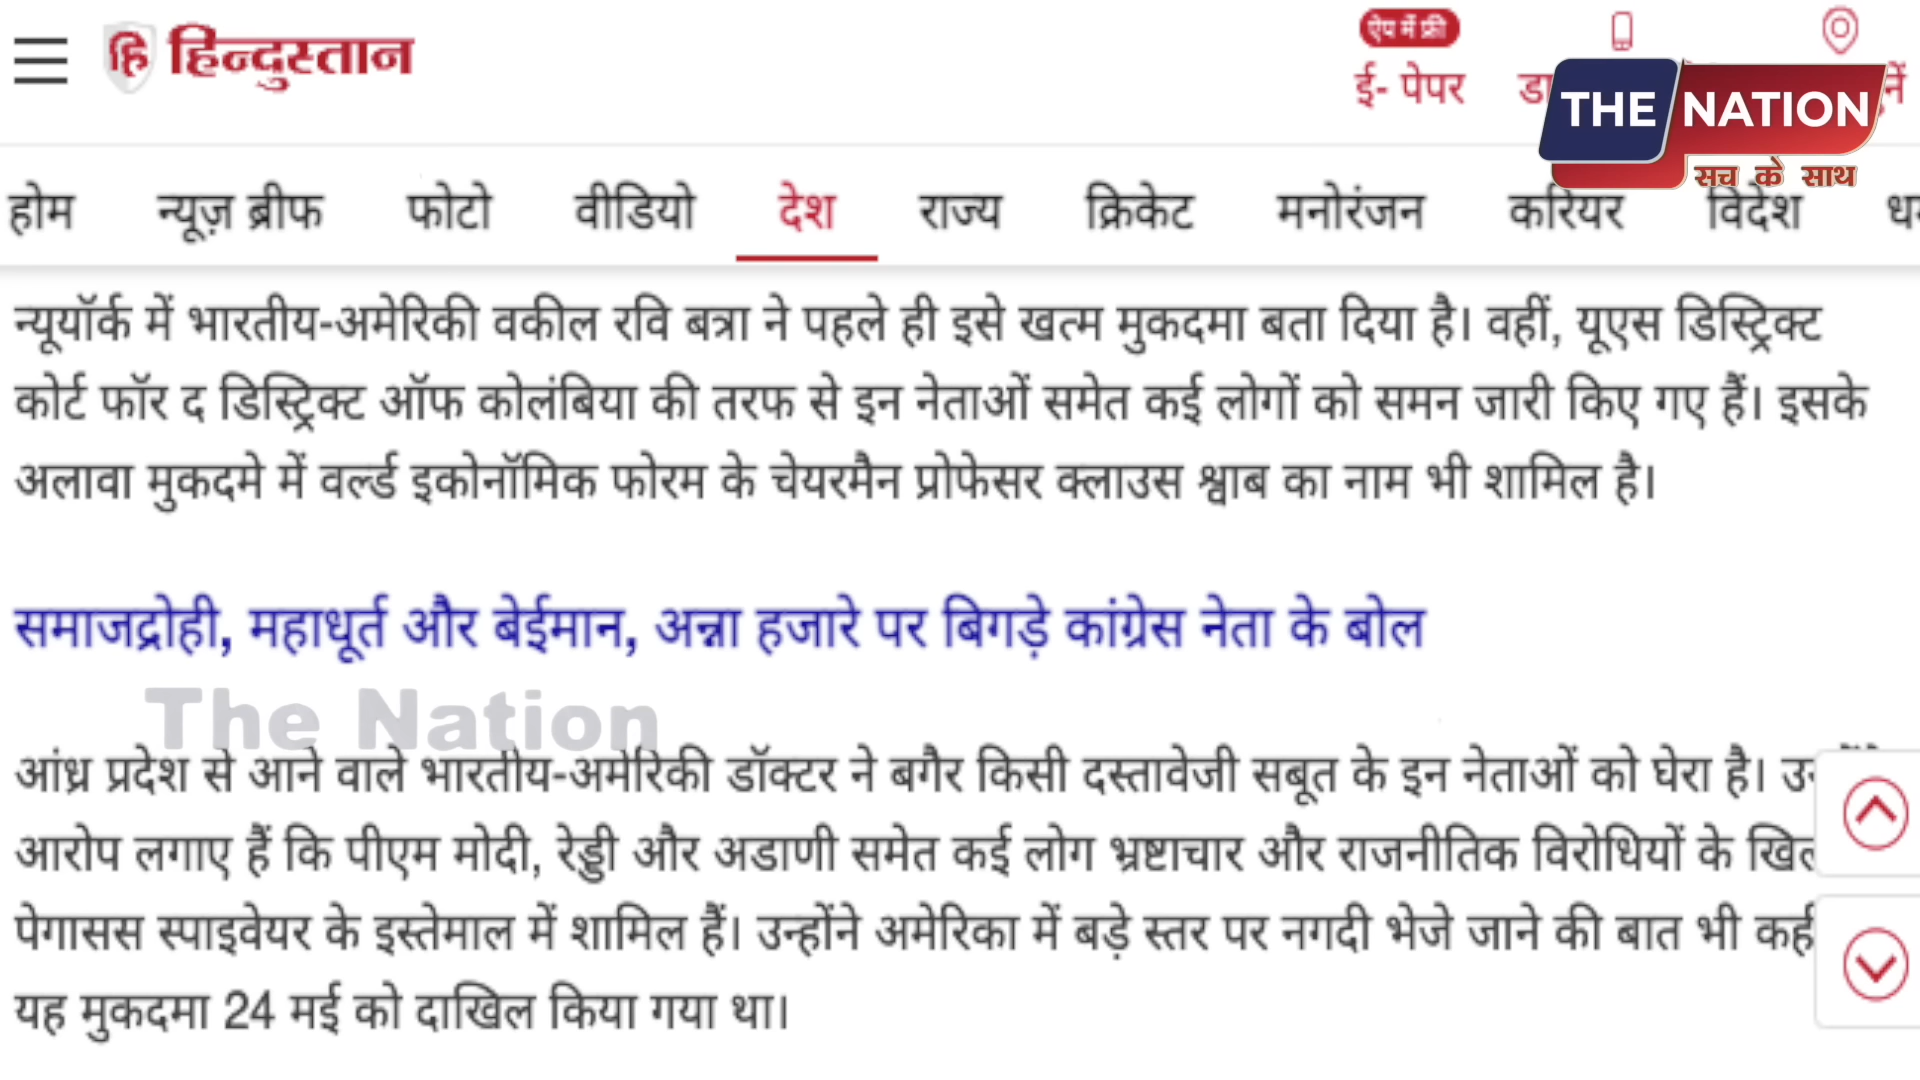 हि हिन्दुस्तान
ऐप में फ्री
ई- पेपर
THE NATION
सच के साथ
होम न्यूज़ ब्रीफ फोटो वीडियो देश राज्य क्रिकेट मनोरंजन करियर विदेश
न्यूयॉर्क में भारतीय-अमेरिकी वकील रवि बत्रा ने पहले ही इसे खत्म मुकदमा बता दिया है। वहीं, यूएस डिस्ट्रिक्ट
कोर्ट फॉर द डिस्ट्रिक्ट ऑफ कोलंबिया की तरफ से इन नेताओं समेत कई लोगों को समन जारी किए गए हैं। इसके
अलावा मुकदमे में वर्ल्ड इकोनॉमिक फोरम के चेयरमैन प्रोफेसर क्लाउस श्वाब का नाम भी शामिल है।
समाजद्रोही, महाधूर्त और बेईमान, अन्ना हजारे पर बिगड़े कांग्रेस नेता के बोल
The Nation
आंध्र प्रदेश से आने वाले भारतीय-अमेरिकी डॉक्टर ने बगैर किसी दस्तावेजी सबूत के इन नेताओं को घेरा है।
आरोप लगाए हैं कि पीएम मोदी, रेड्डी और अडाणी समेत कई लोग भ्रष्टाचार और राजनीतिक विरोधियों के
पेगासस स्पाइवेयर के इस्तेमाल में शामिल हैं। उन्होंने अमेरिका में बड़े स्तर पर नगदी भेजे जाने की बात भी कही
यह मुकदमा 24 मई को दाखिल किया गया था।